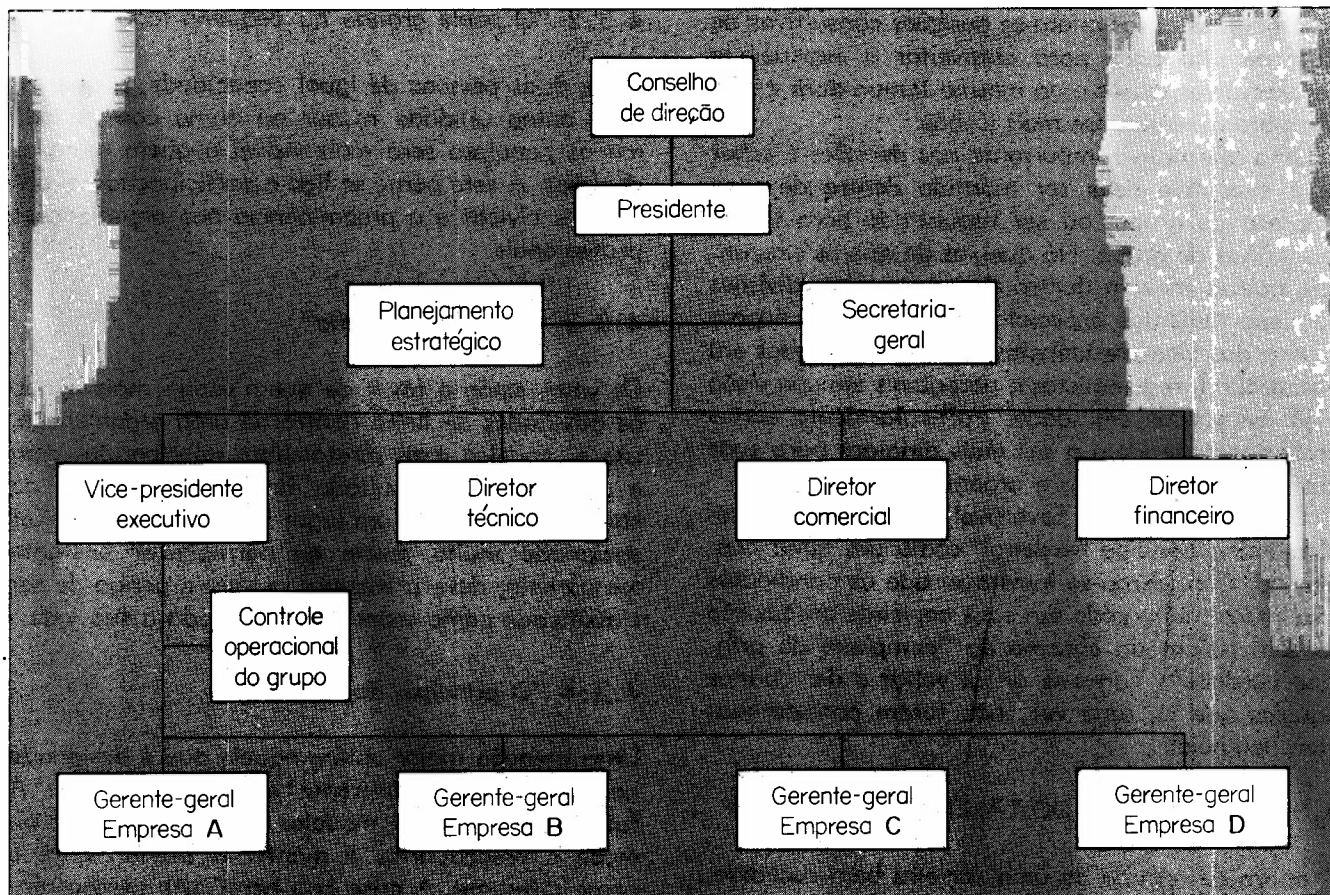 Conselho
de direção
Presidente
Planejamento
estratégico
Secretaria-
geral
Vice-presidente
executivo
Diretor
técnico
Diretor
comercial
Diretor
financeiro
Controle
operacional
do grupo
Gerente-geral
Empresa A
Gerente-geral
Empresa B
Gerente-geral
Empresa C
Gerente-geral
Empresa D